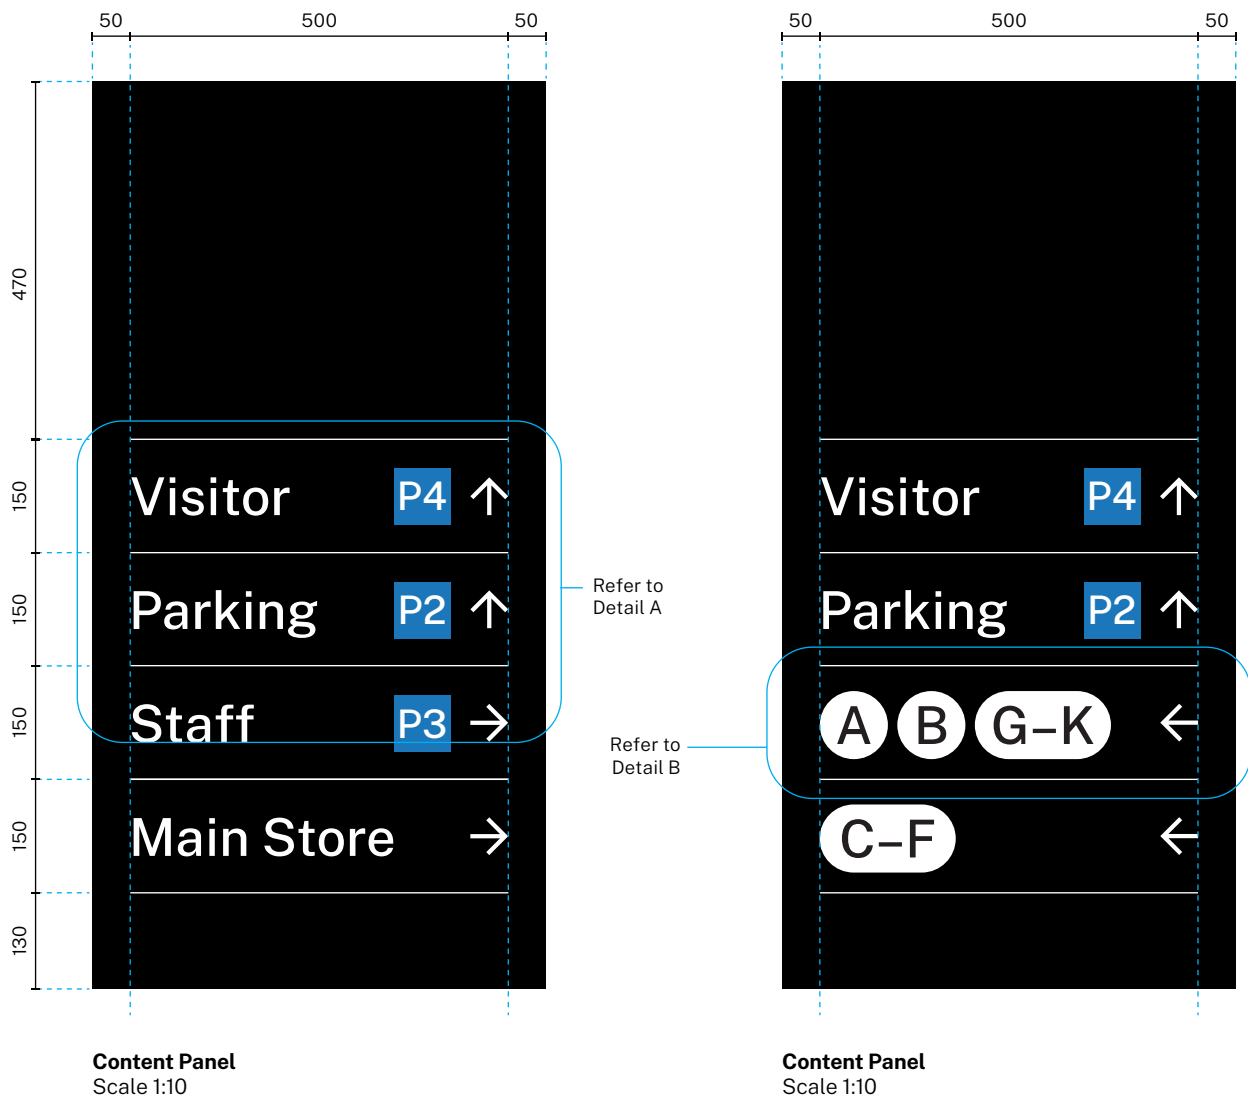 50 500 50
50 500 50
470
150
150
150
150
130
Visitor P4 ↑
Parking P2 ↑
Staff P3 →
Main Store →
Refer to
Detail A
Visitor P4 ↑
Parking P2 ↑
A B G–K ←
C–F ←
Refer to
Detail B
Content Panel
Scale 1:10
Content Panel
Scale 1:10